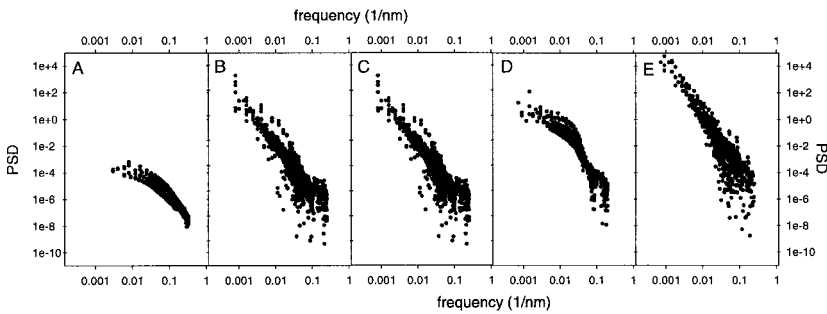 frequency (1/nm)
0.001 0.01 0.1 1 0.001 0.01 0.1 1 0.001 0.01 0.1 1 0.001 0.01 0.1 1 0.001 0.01 0.1 1
A B C D E
1e+4 1e+4
1e+2 1e+2
1e+0 1e+0
1e-2 1e-2
1e-4 1e-4
1e-6 1e-6
1e-8 1e-8
1e-10 1e-10
PSD PSD
0.001 0.01 0.1 1 0.001 0.01 0.1 1 0.001 0.01 0.1 1 0.001 0.01 0.1 1 0.001 0.01 0.1 1
frequency (1/nm)